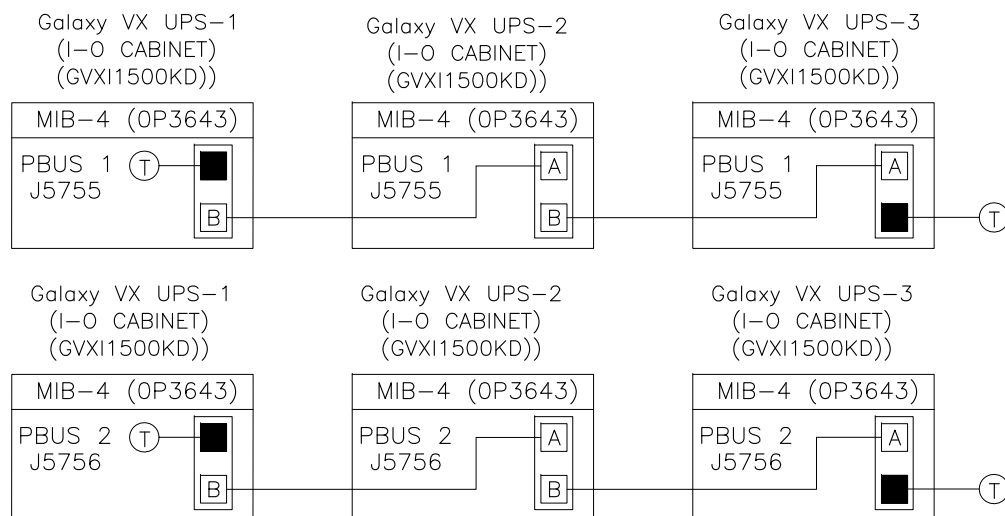 Galaxy VX UPS-1
(I-O CABINET)
(GVXI1500KD))
MIB-4 (0P3643)
PBUS 1
J5755
T
B
Galaxy VX UPS-2
(I-O CABINET)
(GVXI1500KD))
MIB-4 (0P3643)
PBUS 1
J5755
A
B
Galaxy VX UPS-3
(I-O CABINET)
(GVXI1500KD))
MIB-4 (0P3643)
PBUS 1
J5755
A
T
Galaxy VX UPS-1
(I-O CABINET)
(GVXI1500KD))
MIB-4 (0P3643)
PBUS 2
J5756
T
B
Galaxy VX UPS-2
(I-O CABINET)
(GVXI1500KD))
MIB-4 (0P3643)
PBUS 2
J5756
A
B
Galaxy VX UPS-3
(I-O CABINET)
(GVXI1500KD))
MIB-4 (0P3643)
PBUS 2
J5756
A
T